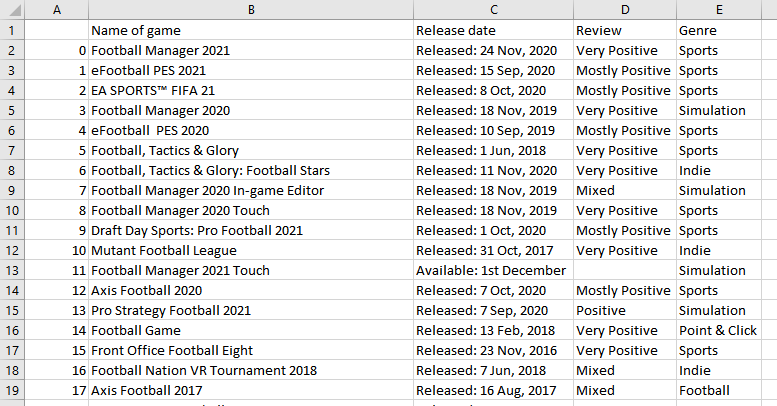 A B C D E
1 Name of game Release date Review Genre
2 0 Football Manager 2021 Released: 24 Nov, 2020 Very Positive Sports
3 1 eFootball PES 2021 Released: 15 Sep, 2020 Mostly Positive Sports
4 2 EA SPORTS™ FIFA 21 Released: 8 Oct, 2020 Mostly Positive Sports
5 3 Football Manager 2020 Released: 18 Nov, 2019 Very Positive Simulation
6 4 eFootball  PES 2020 Released: 10 Sep, 2019 Mostly Positive Sports
7 5 Football, Tactics & Glory Released: 1 Jun, 2018 Very Positive Sports
8 6 Football, Tactics & Glory: Football Stars Released: 11 Nov, 2020 Very Positive Indie
9 7 Football Manager 2020 In-game Editor Released: 18 Nov, 2019 Mixed Simulation
10 8 Football Manager 2020 Touch Released: 18 Nov, 2019 Very Positive Sports
11 9 Draft Day Sports: Pro Football 2021 Released: 1 Oct, 2020 Mostly Positive Sports
12 10 Mutant Football League Released: 31 Oct, 2017 Very Positive Indie
13 11 Football Manager 2021 Touch Available: 1st December Simulation
14 12 Axis Football 2020 Released: 7 Oct, 2020 Mostly Positive Sports
15 13 Pro Strategy Football 2021 Released: 7 Sep, 2020 Positive Simulation
16 14 Football Game Released: 13 Feb, 2018 Very Positive Point & Click
17 15 Front Office Football Eight Released: 23 Nov, 2016 Very Positive Sports
18 16 Football Nation VR Tournament 2018 Released: 7 Jun, 2018 Mixed Indie
19 17 Axis Football 2017 Released: 16 Aug, 2017 Mixed Football